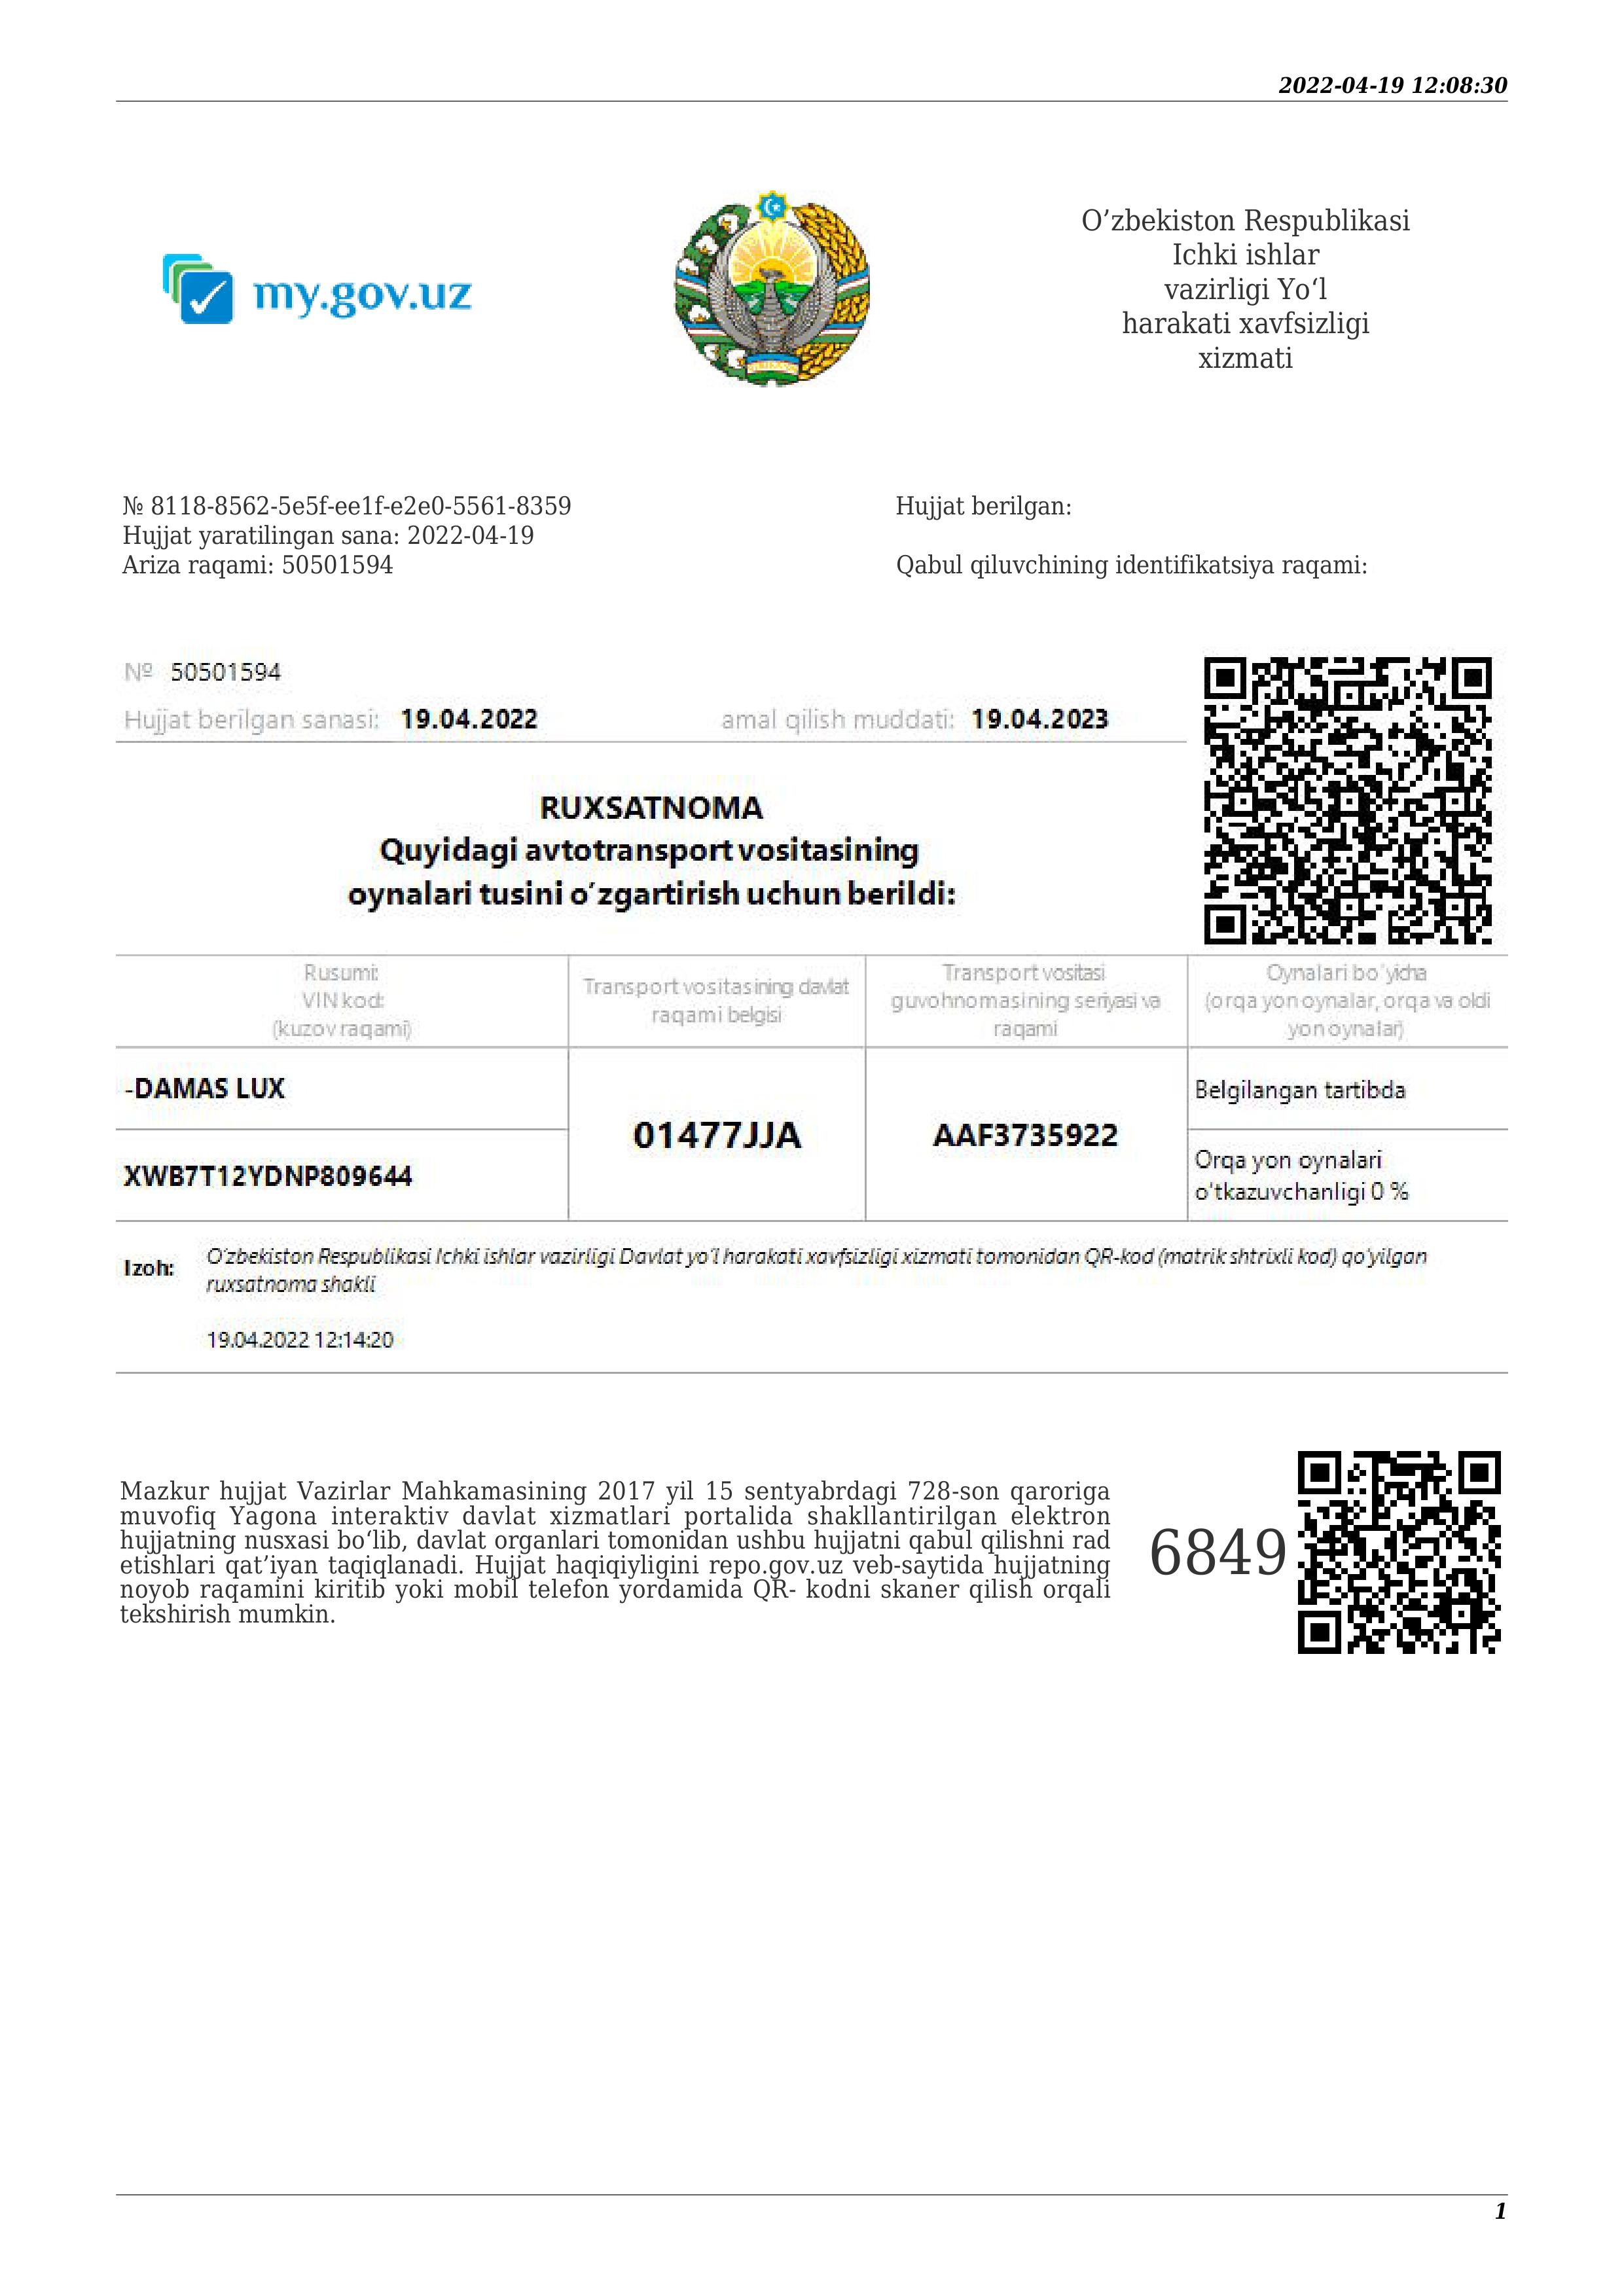 2022-04-19 12:08:30
my.gov.uz
O’zbekiston Respublikasi
Ichki ishlar
vazirligi Yo‘l
harakati xavfsizligi
xizmati
№ 8118-8562-5e5f-ee1f-e2e0-5561-8359
Hujjat yaratilingan sana: 2022-04-19
Ariza raqami: 50501594
Hujjat berilgan:
Qabul qiluvchining identifikatsiya raqami:
№ 50501594
Hujjat berilgan sanasi: 19.04.2022 amal qilish muddati: 19.04.2023
RUXSATNOMA
Quyidagi avtotransport vositasining
oynalari tusini o‘zgartirish uchun berildi:
Rusumi:
VIN kod:
(kuzov raqami)
Transport vositasining davlat
raqami belgisi
Transport vositasi
guvohnomasining seriyasi va
raqami
Oynalari bo‘yicha
(orqa yon oynalar, orqa va oldi
yon oynalar)
-DAMAS LUX
XWB7T12YDNP809644
01477JJA
AAF3735922
Belgilangan tartibda
Orqa yon oynalari
o‘tkazuvchanligi 0 %
Izoh:
O‘zbekiston Respublikasi Ichki ishlar vazirligi Davlat yo‘l harakati xavfsizligi xizmati tomonidan QR-kod (matrik shtrixli kod) qo‘yilgan
ruxsatnoma shakli
19.04.2022 12:14:20
Mazkur hujjat Vazirlar Mahkamasining 2017 yil 15 sentyabrdagi 728-son qaroriga
muvofiq Yagona interaktiv davlat xizmatlari portalida shakllantirilgan elektron
hujjatning nusxasi bo‘lib, davlat organlari tomonidan ushbu hujjatni qabul qilishni rad
etishlari qat’iyan taqiqlanadi. Hujjat haqiqiyligini repo.gov.uz veb-saytida hujjatning
noyob raqamini kiritib yoki mobil telefon yordamida QR- kodni skaner qilish orqali
tekshirish mumkin.
6849
1